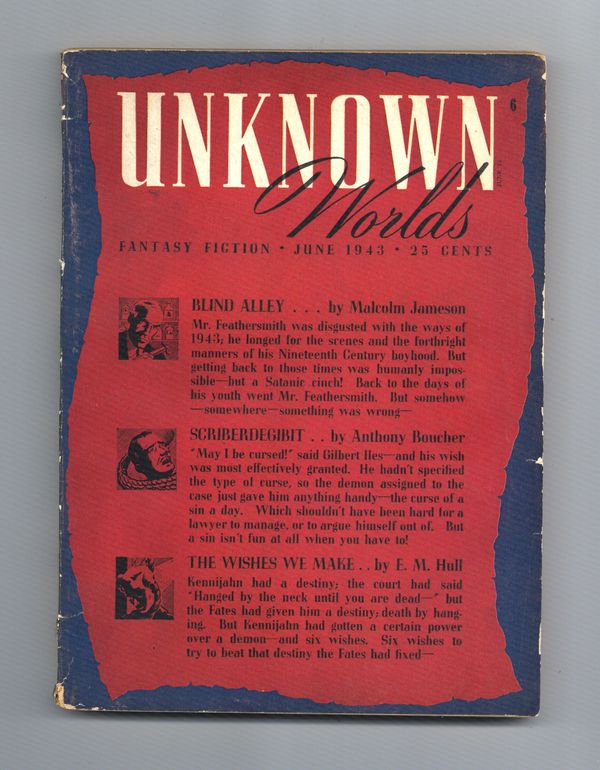 UNKNOWN
6
JUNE '43
Worlds
FANTASY FICTION • JUNE 1943 • 25 CENTS
BLIND ALLEY . . . by Malcolm Jameson
Mr. Feathersmith was disgusted with the ways of
1943; he longed for the scenes and the forthright
manners of his Nineteenth Century boyhood. But
getting back to those times was humanly impos-
sible—but a Satanic cinch! Back to the days of
his youth went Mr. Feathersmith. But somehow
—somewhere—something was wrong—
SCRIBERDEGIBIT . . by Anthony Boucher
"May I be cursed!" said Gilbert Iles—and his wish
was most effectively granted. He hadn't specified
the type of curse, so the demon assigned to the
case just gave him anything handy—the curse of a
sin a day. Which shouldn't have been hard for a
lawyer to manage, or to argue himself out of. But
a sin isn't fun at all when you have to!
THE WISHES WE MAKE . . by E. M. Hull
Kennijahn had a destiny; the court had said
"Hanged by the neck until you are dead—" but
the Fates had given him a destiny; death by hang-
ing. But Kennijahn had gotten a certain power
over a demon—and six wishes. Six wishes to
try to beat that destiny the Fates had fixed—